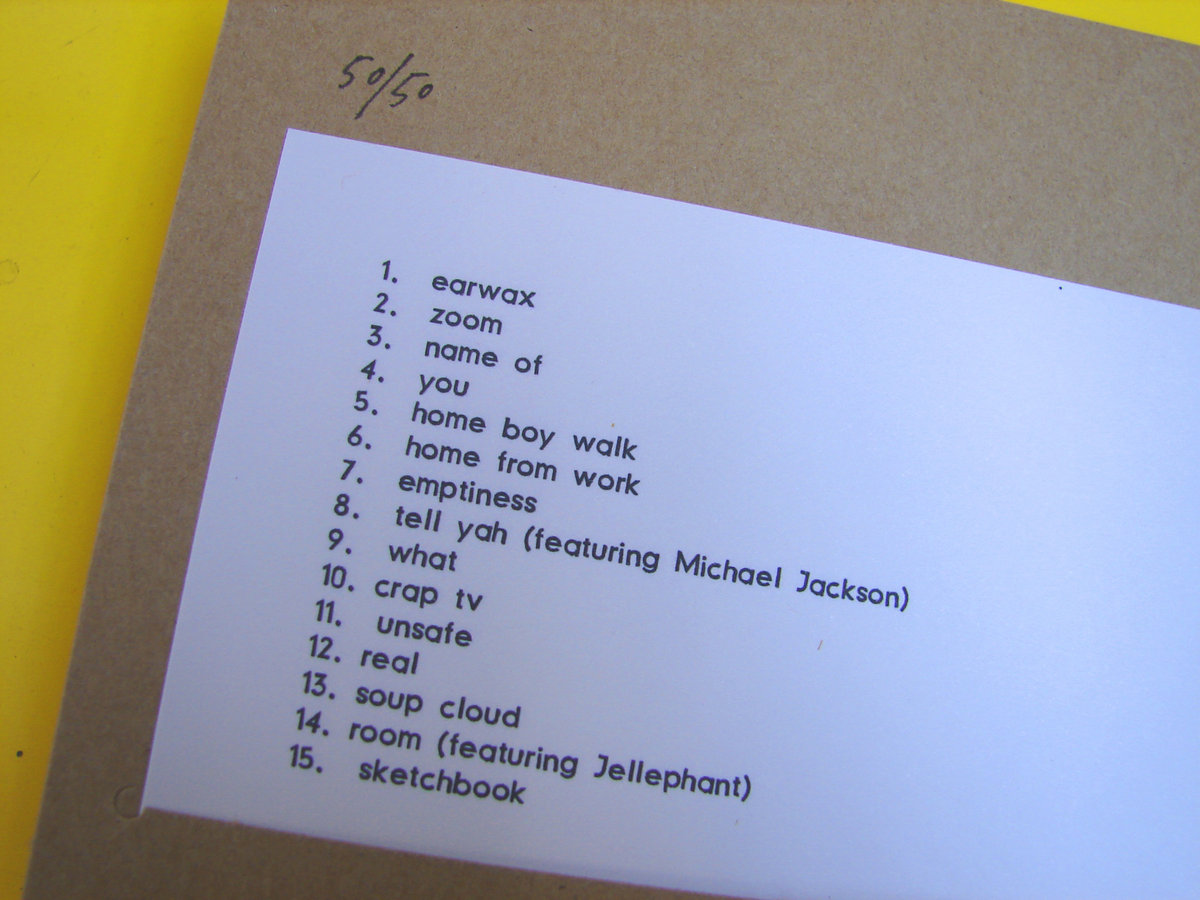 50/50
1. earwax
2. zoom
3. name of
4. you
5. home boy walk
6. home from work
7. emptiness
8. tell yah (featuring Michael Jackson)
9. what
10. crap tv
11. unsafe
12. real
13. soup cloud
14. room (featuring Jellephant)
15. sketchbook